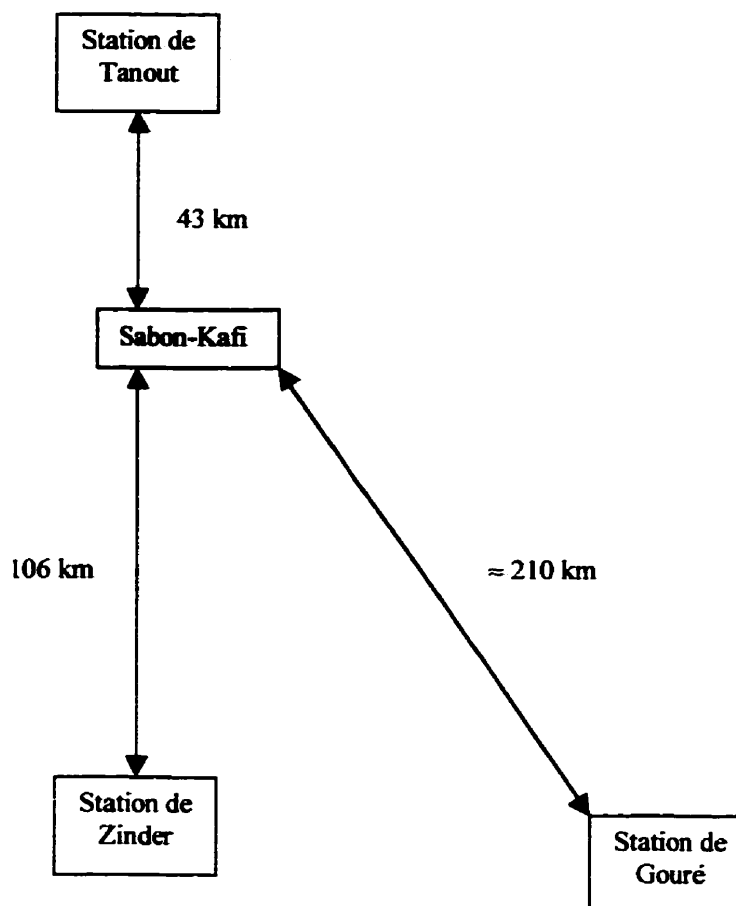 Station de
Tanout
43 km
Sabon-Kafi
106 km
≈ 210 km
Station de
Zinder
Station de
Gouré